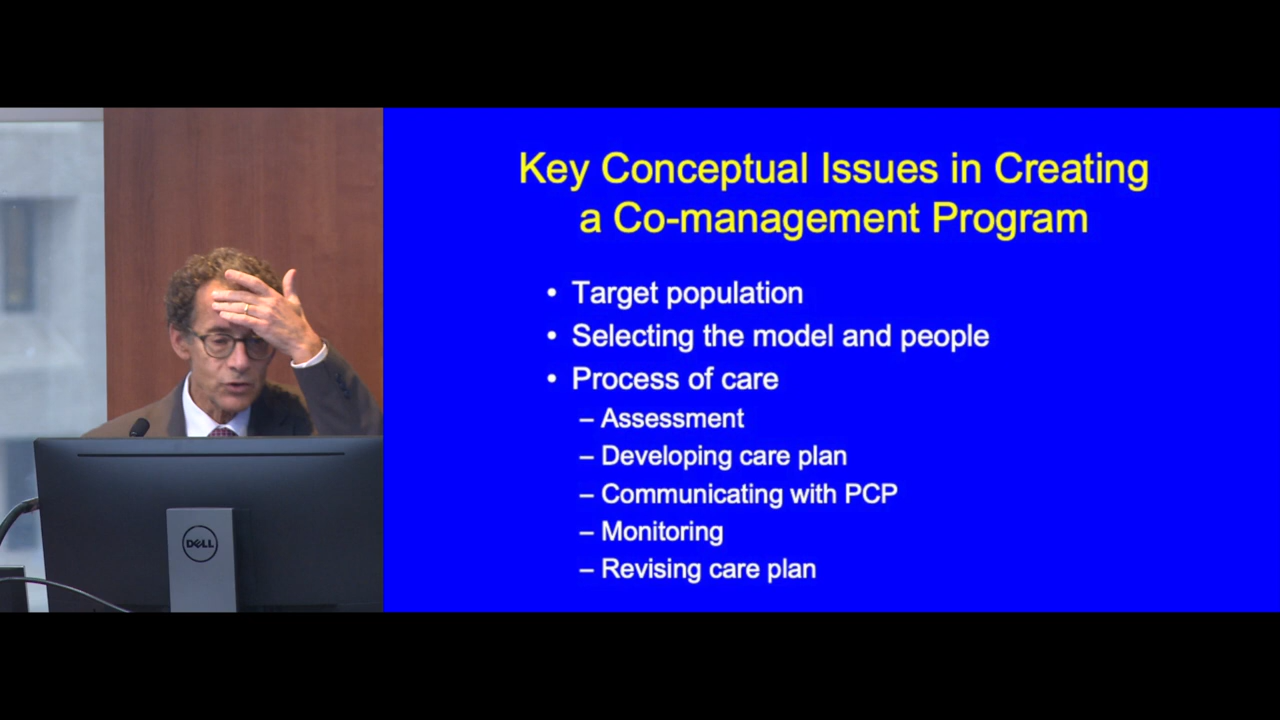 Key Conceptual Issues in Creating
a Co-management Program
• Target population
• Selecting the model and people
• Process of care
– Assessment
– Developing care plan
– Communicating with PCP
– Monitoring
– Revising care plan
DELL